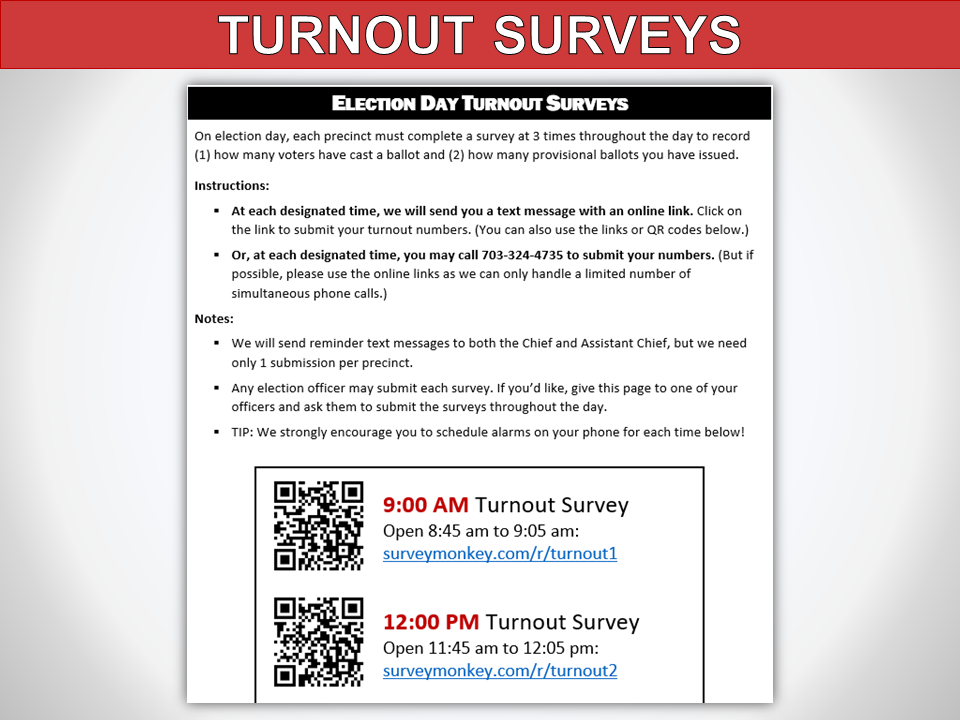 TURNOUT SURVEYS
ELECTION DAY TURNOUT SURVEYS
On election day, each precinct must complete a survey at 3 times throughout the day to record
(1) how many voters have cast a ballot and (2) how many provisional ballots you have issued.
Instructions:
▪ At each designated time, we will send you a text message with an online link. Click on
the link to submit your turnout numbers. (You can also use the links or QR codes below.)
▪ Or, at each designated time, you may call 703-324-4735 to submit your numbers. (But if
possible, please use the online links as we can only handle a limited number of
simultaneous phone calls.)
Notes:
▪ We will send reminder text messages to both the Chief and Assistant Chief, but we need
only 1 submission per precinct.
▪ Any election officer may submit each survey. If you’d like, give this page to one of your
officers and ask them to submit the surveys throughout the day.
▪ TIP: We strongly encourage you to schedule alarms on your phone for each time below!
9:00 AM Turnout Survey
Open 8:45 am to 9:05 am:
surveymonkey.com/r/turnout1
12:00 PM Turnout Survey
Open 11:45 am to 12:05 pm:
surveymonkey.com/r/turnout2